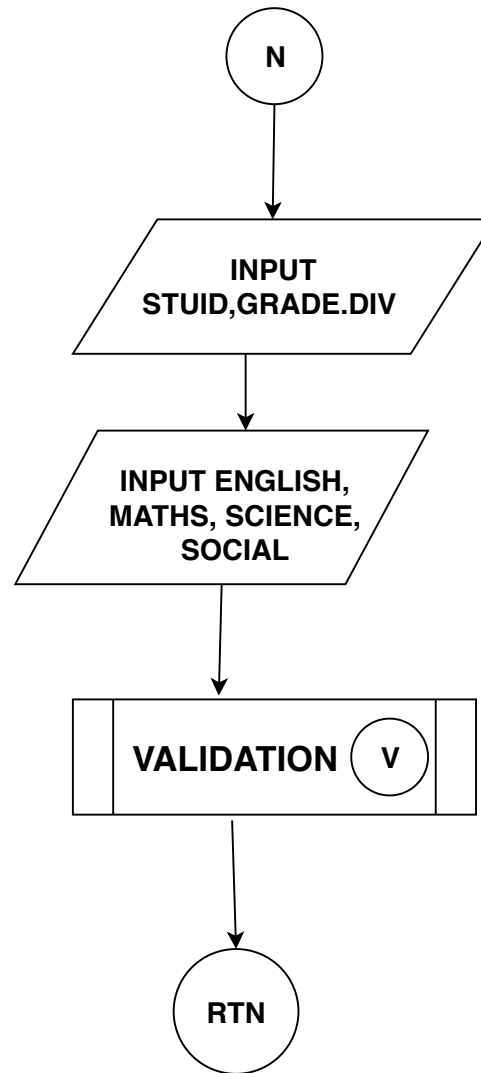 N
INPUT
STUID,GRADE.DIV
INPUT ENGLISH,
MATHS, SCIENCE,
SOCIAL
VALIDATION V
RTN